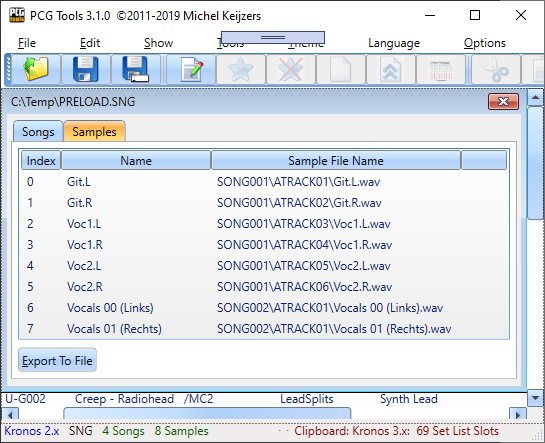 PCG Tools 3.1.0 ©2011-2019 Michel Keijzers
File Edit Show Tools Theme Language Options
C:\Temp\PRELOAD.SNG
Songs Samples
Index Name Sample File Name
0 Git.L SONG001\ATRACK01\Git.L.wav
1 Git.R SONG001\ATRACK02\Git.R.wav
2 Voc1.L SONG001\ATRACK03\Voc1.L.wav
3 Voc1.R SONG001\ATRACK04\Voc1.R.wav
4 Voc2.L SONG001\ATRACK05\Voc2.L.wav
5 Voc2.R SONG001\ATRACK06\Voc2.R.wav
6 Vocals 00 (Links) SONG002\ATRACK01\Vocals 00 (Links).wav
7 Vocals 01 (Rechts) SONG002\ATRACK01\Vocals 01 (Rechts).wav
Export To File
U-G002 Creep - Radiohead /MC2 LeadSplits Synth Lead
Kronos 2.x SNG 4 Songs 8 Samples - - Clipboard: Kronos 3.x: 69 Set List Slots